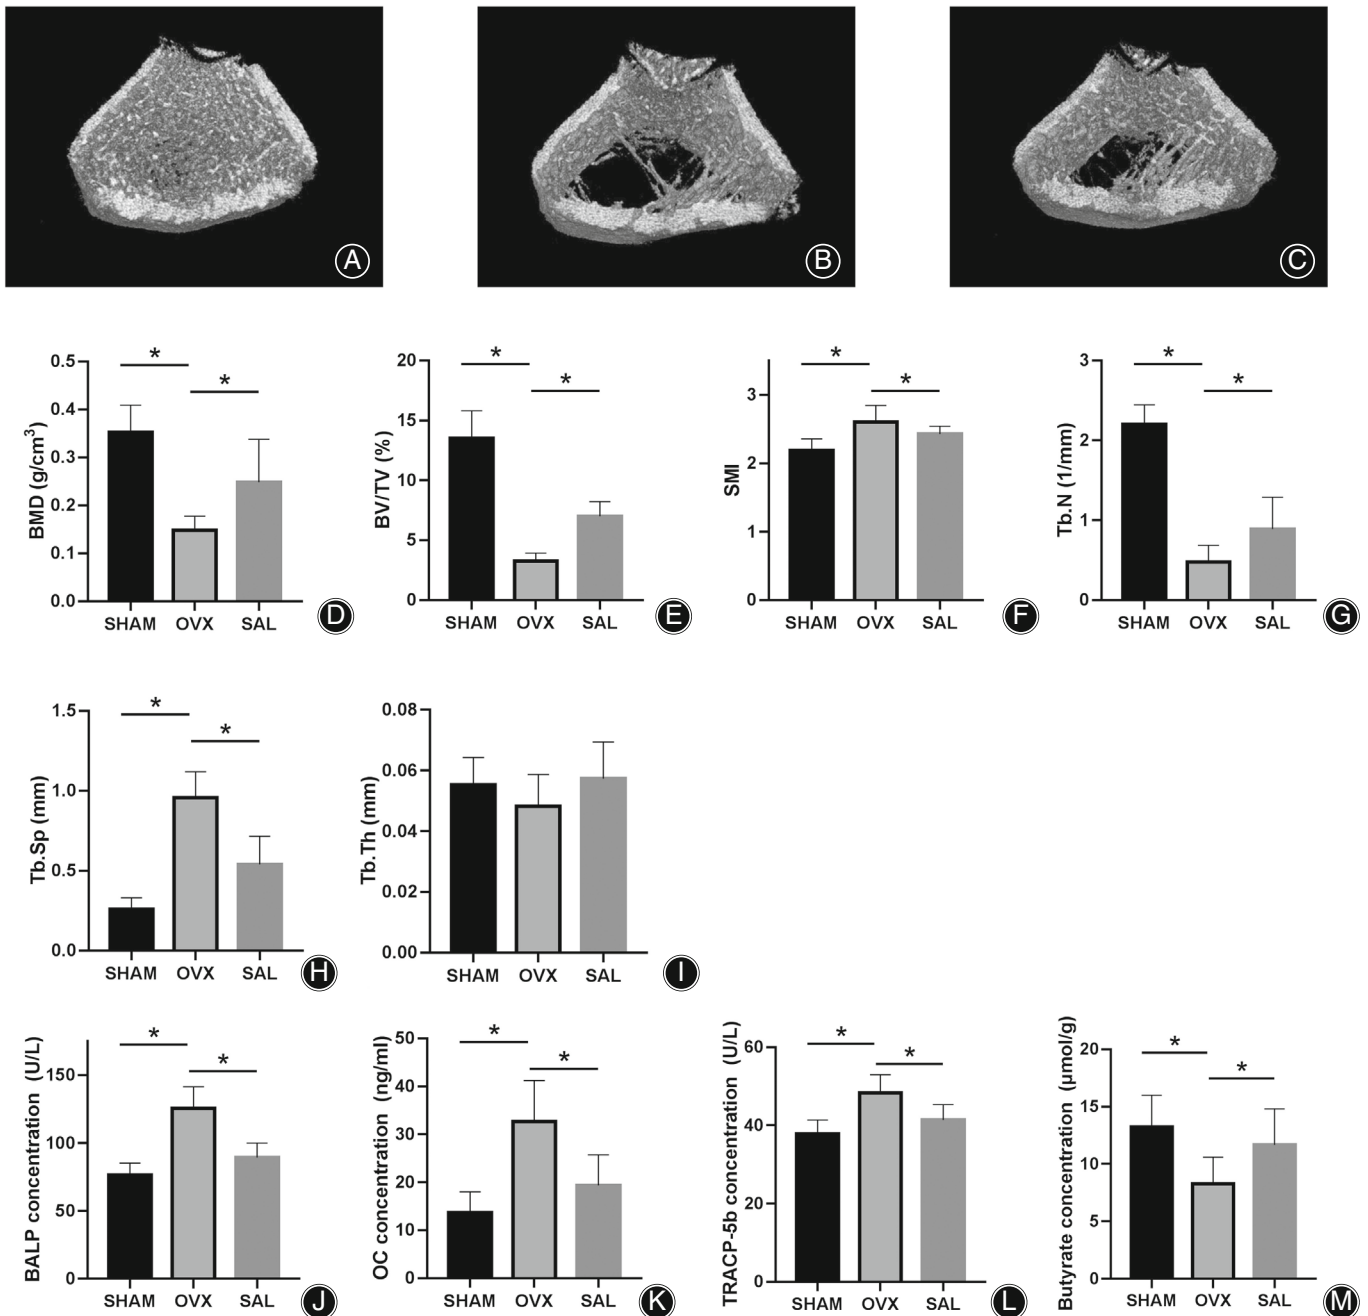 A
B
C
BMD (g/cm³)
0.5
0.4
0.3
0.2
0.1
0.0
*
*
SHAM OVX SAL
D
BV/TV (%)
20
15
10
5
0
*
*
SHAM OVX SAL
E
SMI
3
2
1
0
*
*
SHAM OVX SAL
F
Tb.N (1/mm)
3
2
1
0
*
*
SHAM OVX SAL
G
Tb.Sp (mm)
1.5
1.0
0.5
0.0
*
*
SHAM OVX SAL
H
Tb.Th (mm)
0.08
0.06
0.04
0.02
0.00
SHAM OVX SAL
I
BALP concentration (U/L)
150
100
50
0
*
*
SHAM OVX SAL
J
OC concentration (ng/ml)
50
40
30
20
10
0
*
*
SHAM OVX SAL
K
TRACP-5b concentration (U/L)
60
40
20
0
*
*
SHAM OVX SAL
L
Butyrate concentration (μmol/g)
20
15
10
5
0
*
*
SHAM OVX SAL
M